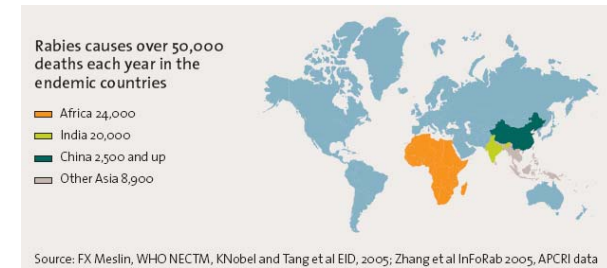 Rabies causes over 50,000
deaths each year in the
endemic countries
Africa 24,000
India 20,000
China 2,500 and up
Other Asia 8,900
Source: FX Meslin, WHO NECTM, KNobel and Tang et al EID, 2005; Zhang et al InFoRab 2005, APCRI data